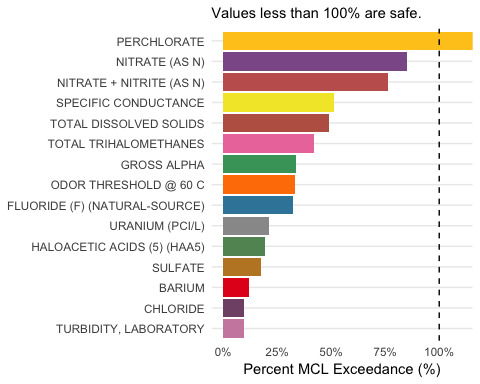 Values less than 100% are safe.
PERCHLORATE
NITRATE (AS N)
NITRATE + NITRITE (AS N)
SPECIFIC CONDUCTANCE
TOTAL DISSOLVED SOLIDS
TOTAL TRIHALOMETHANES
GROSS ALPHA
ODOR THRESHOLD @ 60 C
FLUORIDE (F) (NATURAL-SOURCE)
URANIUM (PCI/L)
HALOACETIC ACIDS (5) (HAA5)
SULFATE
BARIUM
CHLORIDE
TURBIDITY, LABORATORY
0% 25% 50% 75% 100%
Percent MCL Exceedance (%)